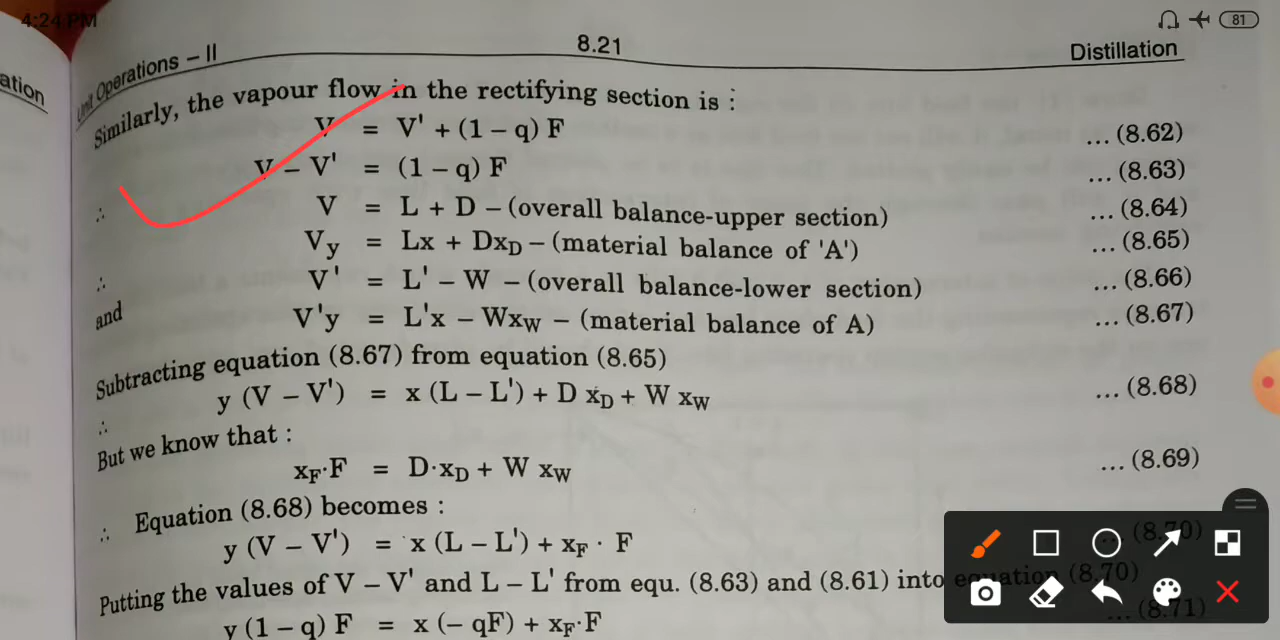 4:24 PM
81
ation
Unit Operations – II 8.21 Distillation
Similarly, the vapour flow in the rectifying section is :
V = V' + (1 – q) F ... (8.62)
V – V' = (1 – q) F ... (8.63)
∴ V = L + D – (overall balance-upper section) ... (8.64)
Vy = Lx + DxD – (material balance of 'A') ... (8.65)
∴ V' = L' – W – (overall balance-lower section) ... (8.66)
and V'y = L'x – WxW – (material balance of A) ... (8.67)
Subtracting equation (8.67) from equation (8.65)
∴ y (V – V') = x (L – L') + D xD + W xW ... (8.68)
But we know that :
xF·F = D·xD + W xW ... (8.69)
∴ Equation (8.68) becomes :
y (V – V') = x (L – L') + xF · F ... (8.70)
Putting the values of V – V' and L – L' from equ. (8.63) and (8.61) into equation (8.70)
y (1 – q) F = x (– qF) + xF·F ... (8.71)